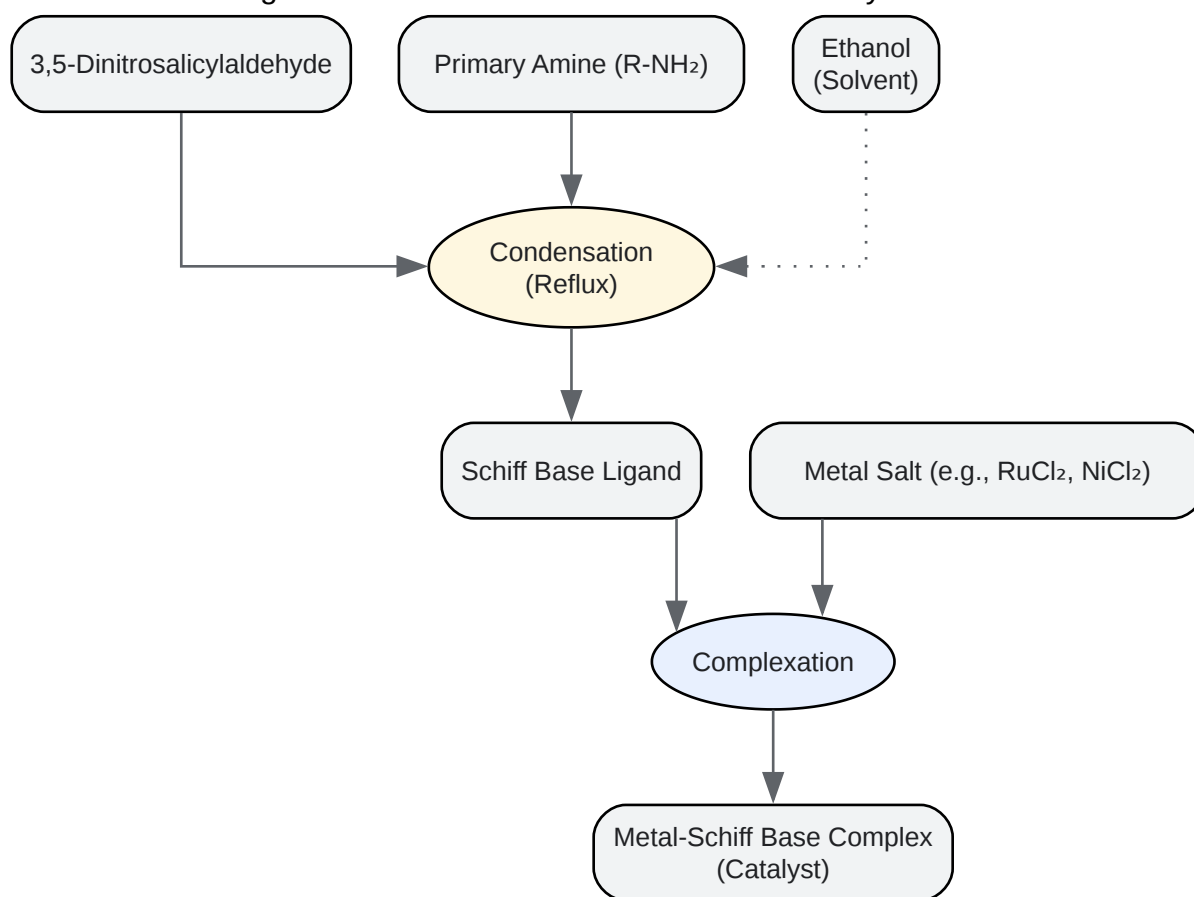 3,5-Dinitrosalicylaldehyde
Primary Amine (R-NH₂)
Ethanol
(Solvent)
Condensation
(Reflux)
Schiff Base Ligand
Metal Salt (e.g., RuCl₂, NiCl₂)
Complexation
Metal-Schiff Base Complex
(Catalyst)